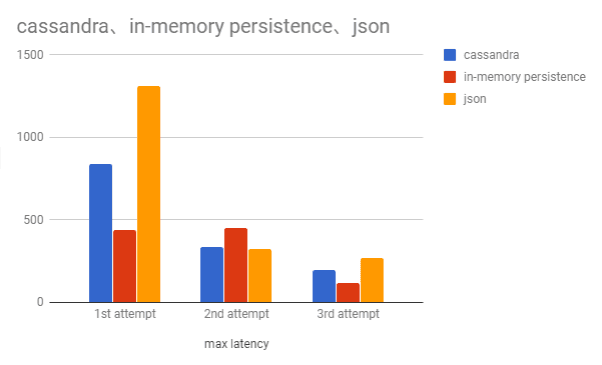 cassandra、in-memory persistence、json
1500
1000
500
0
1st attempt
2nd attempt
3rd attempt
max latency
cassandra
in-memory persistence
json